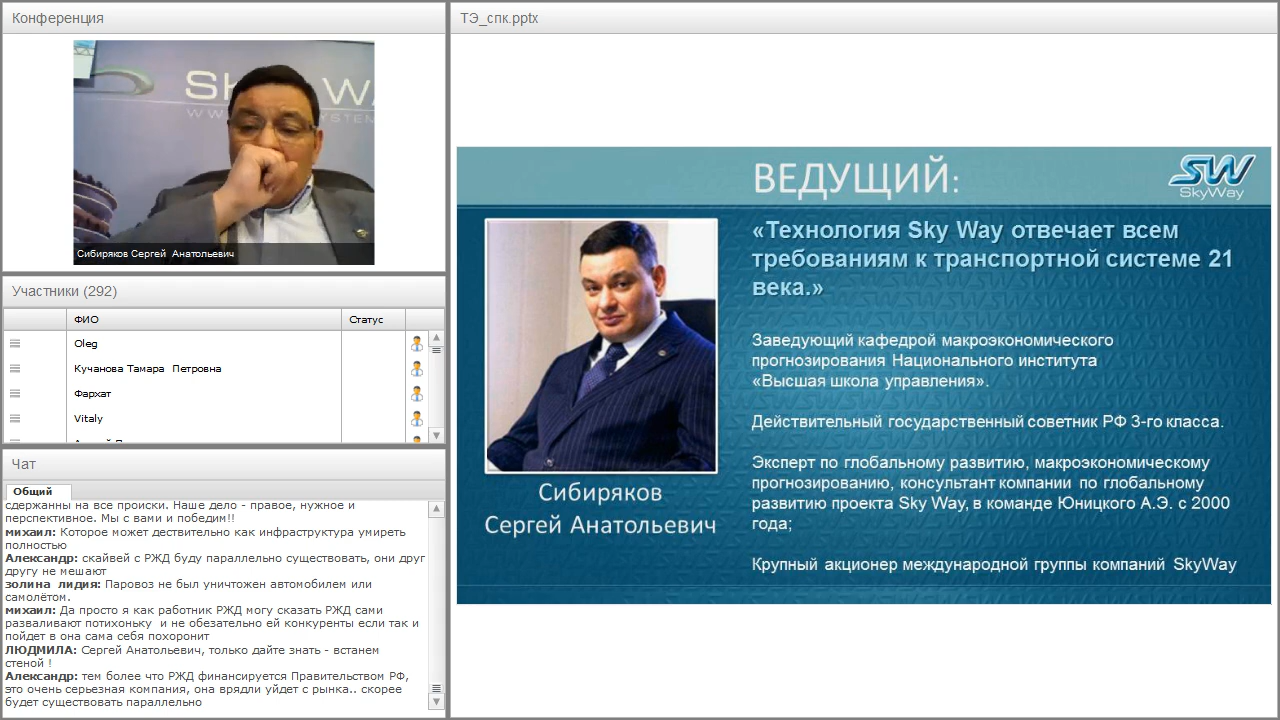 Конференция
SKY WA
Сибиряков Сергей Анатольевич
Участники (292)
ФИО
Статус
Oleg
Кучанова Тамара Петровна
Фархат
Vitaly
Чат
Общий
сдержанны на все происки. Наше дело - правое, нужное и
перспективное. Мы с вами и победим!!
михаил: Которое может дествительно как инфраструктура умиреть
полностью
Александр: скайвей с РЖД буду параллельно существовать, они друг
другу не мешают
золина лидия: Паровоз не был уничтожен автомобилем или
самолётом.
михаил: Да просто я как работник РЖД могу сказать РЖД сами
разваливают потихоньку и не обезательно ей конкуренты если так и
пойдет в она сама себя похоронит
ЛЮДМИЛА: Сергей Анатольевич, только дайте знать - встанем
стеной !
Александр: тем более что РЖД финансируется Правительством РФ,
это очень серьезная компания, она врядли уйдет с рынка.. скорее
будет существовать параллельно
ТЭ_спк.pptx
ВЕДУЩИЙ:
SW
SkyWay
«Технология Sky Way отвечает всем
требованиям к транспортной системе 21
века.»
Заведующий кафедрой макроэкономического
прогнозирования Национального института
«Высшая школа управления».
Действительный государственный советник РФ 3-го класса.
Эксперт по глобальному развитию, макроэкономическому
прогнозированию, консультант компании по глобальному
развитию проекта Sky Way, в команде Юницкого А.Э. с 2000
года;
Крупный акционер международной группы компаний SkyWay
Сибиряков
Сергей Анатольевич